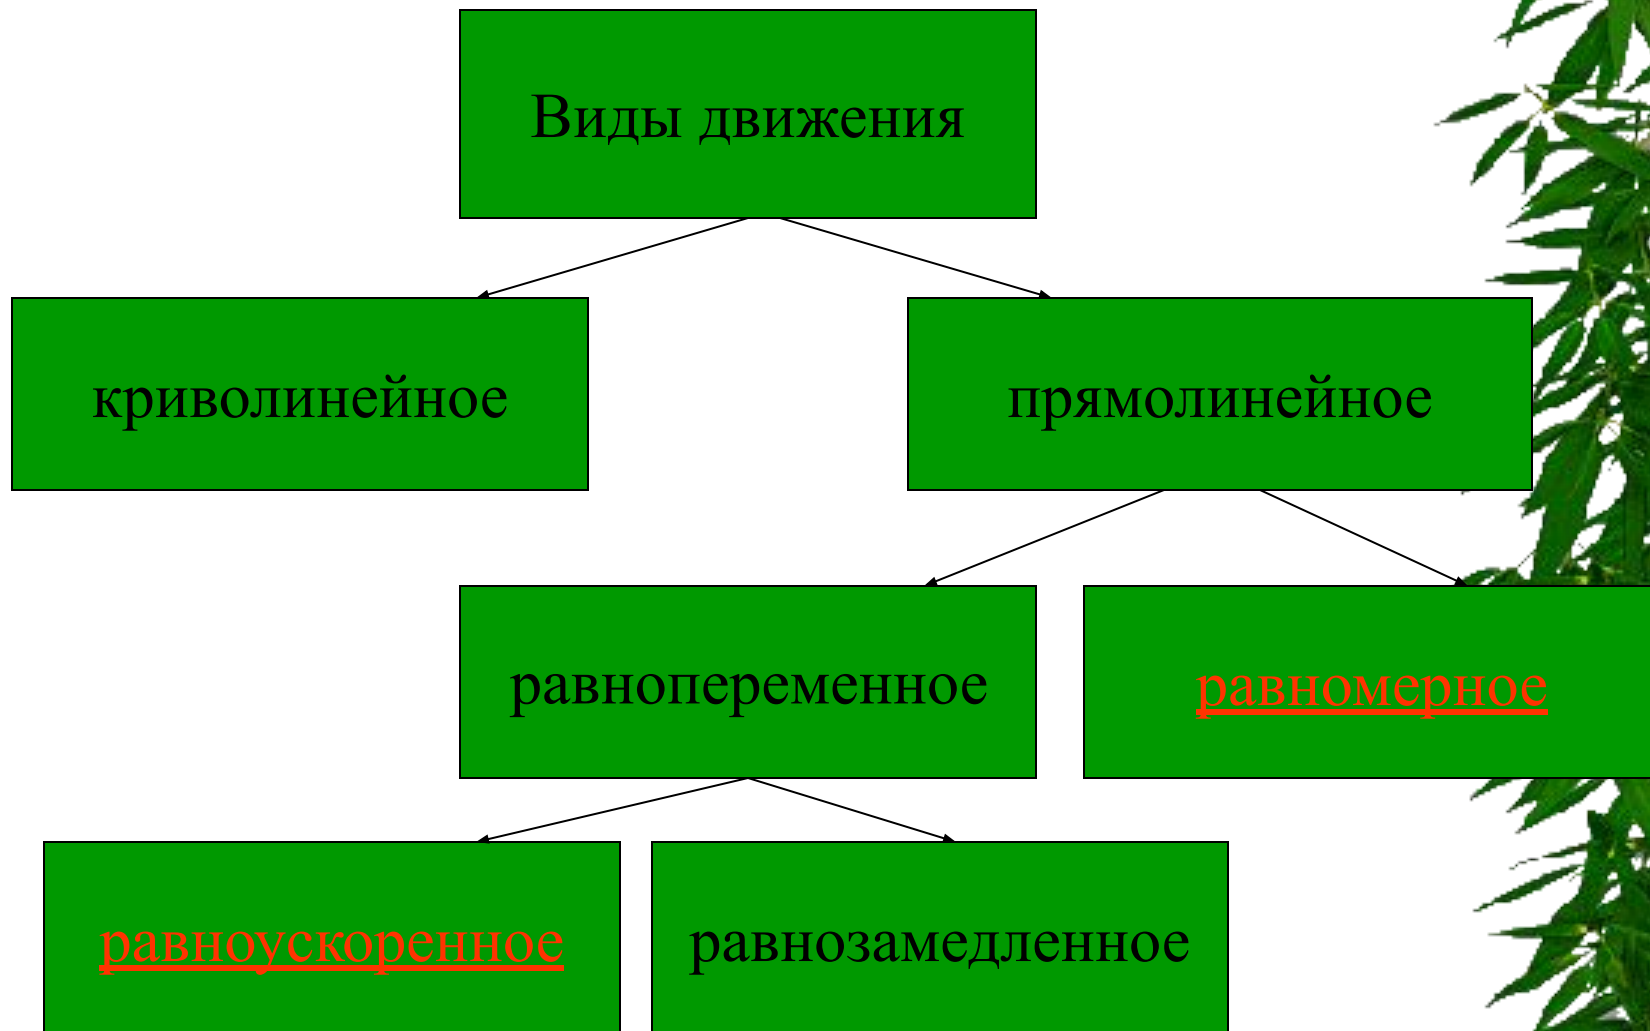 Виды движения
криволинейное
прямолинейное
равнопеременное
равномерное
равноускоренное
равнозамедленное